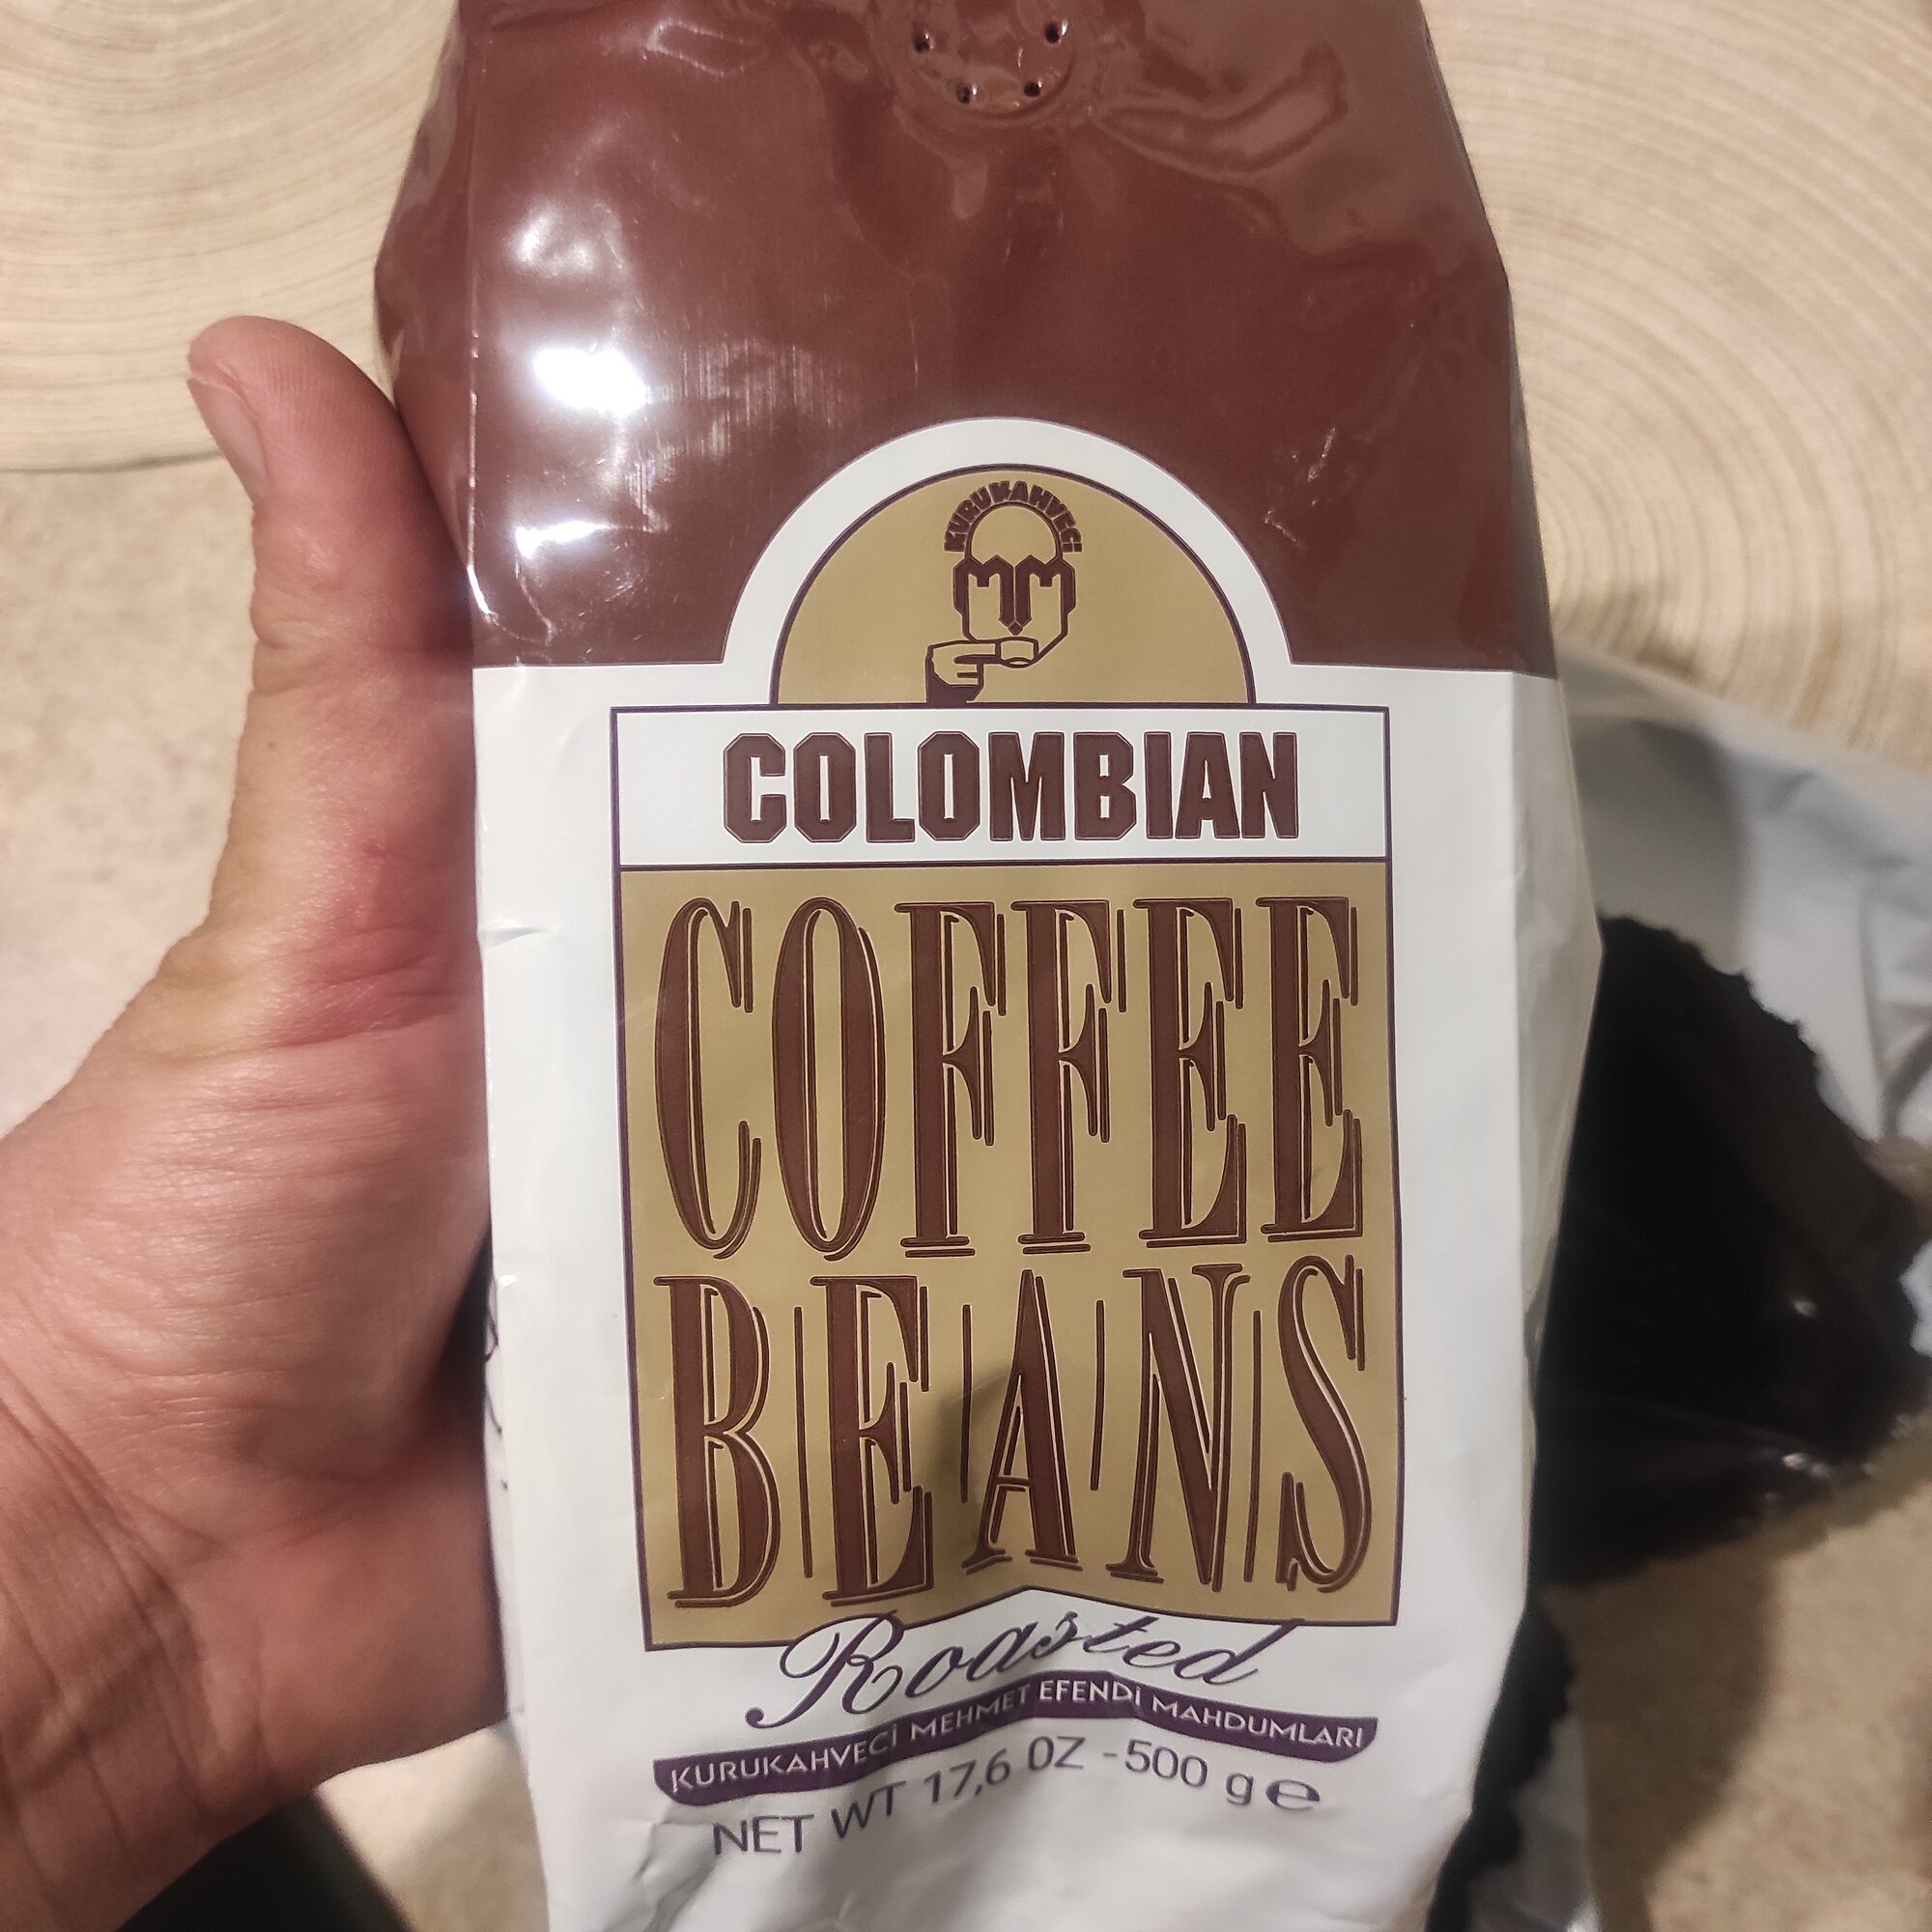 KURUKAHVECİ
COLOMBIAN
COFFEE
BEANS
Roasted
KURUKAHVECİ MEHMET EFENDİ MAHDUMLARI
NET WT 17,6 OZ - 500 g ℮